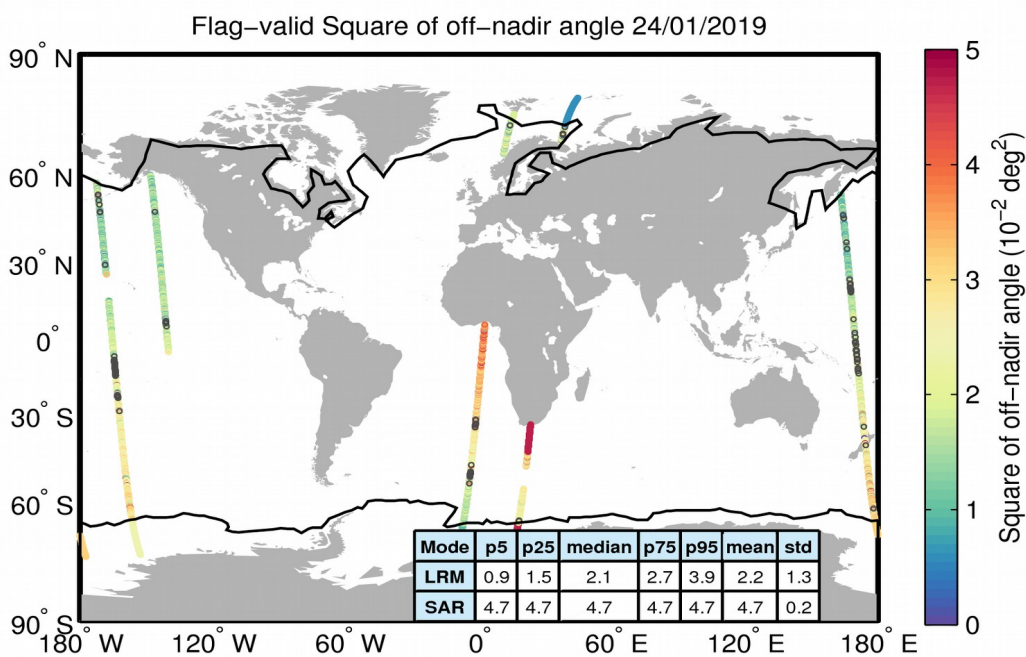 Flag−valid Square of off−nadir angle 24/01/2019
90° N
60° N
30° N
0°
30° S
60° S
90° S
180° W
120° W
60° W
0°
60° E
120° E
180° E
Mode p5 p25 median p75 p95 mean std
LRM 0.9 1.5 2.1 2.7 3.9 2.2 1.3
SAR 4.7 4.7 4.7 4.7 4.7 4.7 0.2
5
4
3
2
1
0
Square of off−nadir angle (10⁻² deg²)